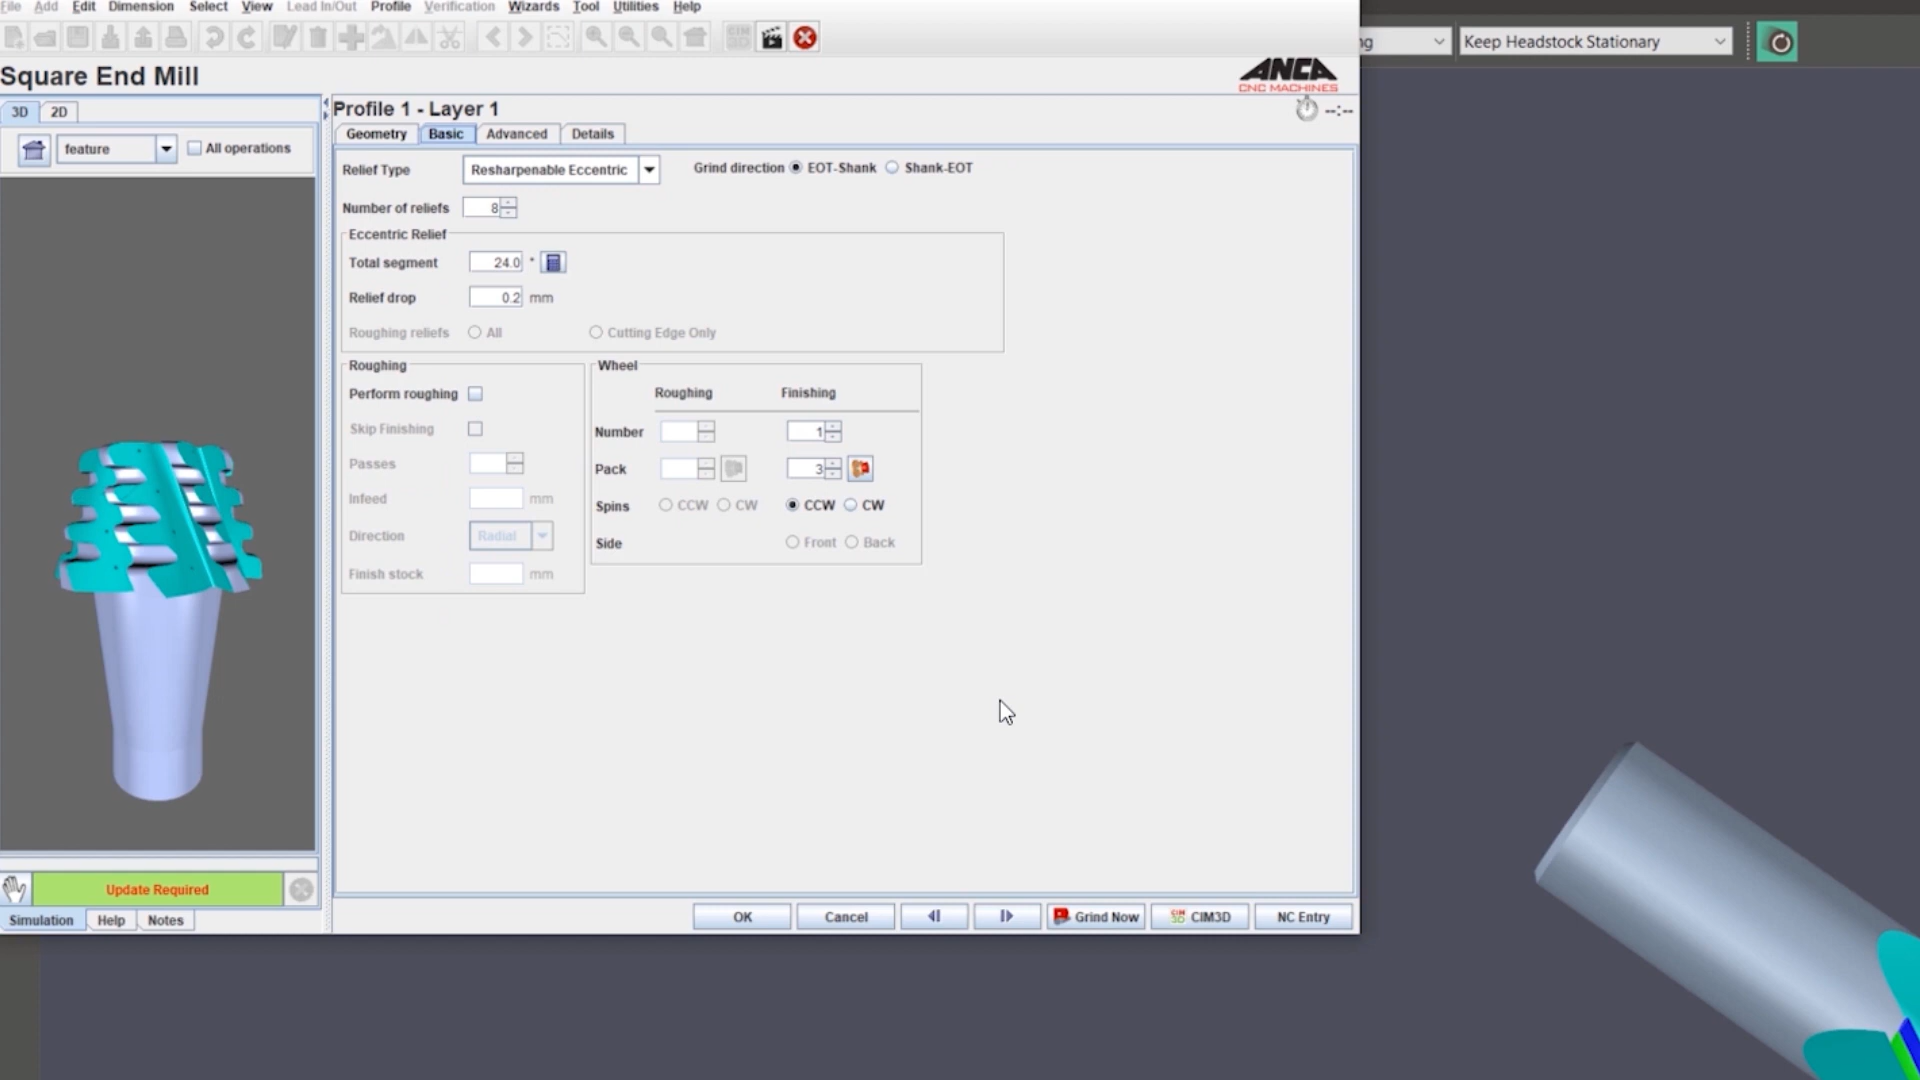 File Add Edit Dimension Select View Lead In/Out Profile Verification Wizards Tool Utilities Help
ng
Keep Headstock Stationary
Square End Mill
ANCA
CNC MACHINES
3D 2D
Profile 1 - Layer 1
--:--
Geometry Basic Advanced Details
feature
All operations
Relief Type Resharpenable Eccentric
Grind direction EOT-Shank Shank-EOT
Number of reliefs 8
Eccentric Relief
Total segment 24.0 °
Relief drop 0.2 mm
Roughing reliefs All Cutting Edge Only
Roughing
Perform roughing
Skip Finishing
Passes
Infeed mm
Direction Radial
Finish stock mm
Wheel
Roughing Finishing
Number 1
Pack 3
Spins CCW CW CCW CW
Side Front Back
Update Required
Simulation Help Notes
OK Cancel Grind Now CIM3D NC Entry